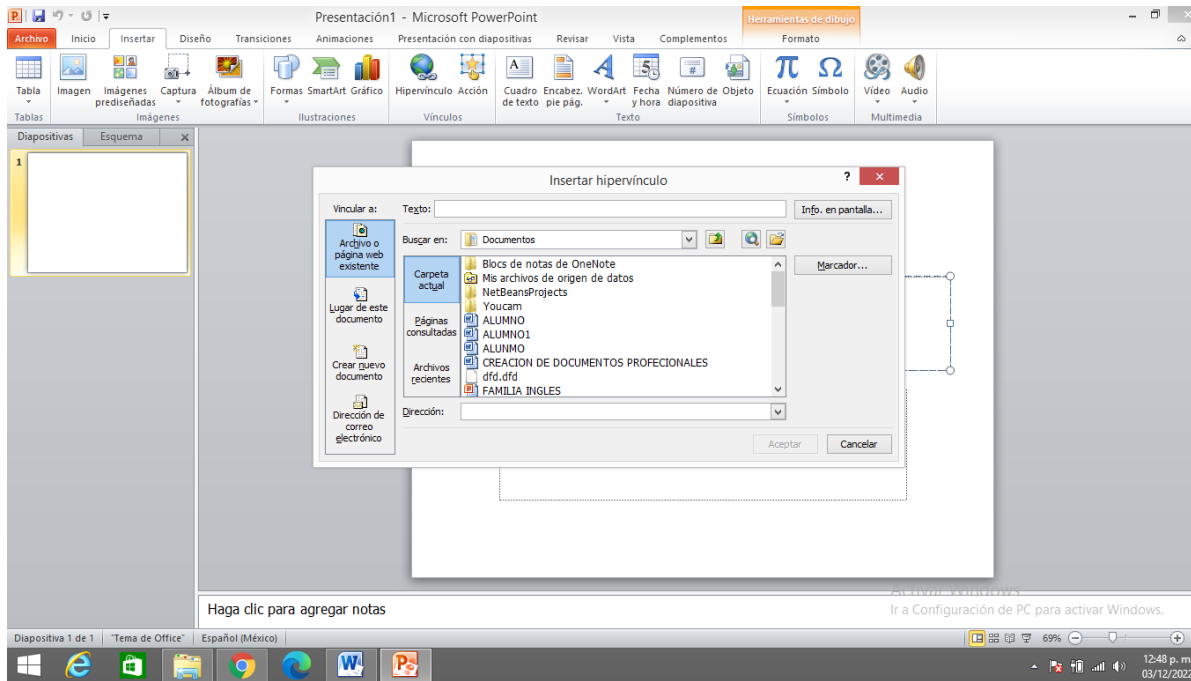 Presentación1 - Microsoft PowerPoint
Herramientas de dibujo
Archivo Inicio Insertar Diseño Transiciones Animaciones Presentación con diapositivas Revisar Vista Complementos Formato
Tabla Imagen Imágenes prediseñadas Captura Álbum de fotografías Formas SmartArt Gráfico Hipervínculo Acción Cuadro de texto Encabez. pie pág. WordArt Fecha y hora Número de diapositiva Objeto Ecuación Símbolo Vídeo Audio
Tablas Imágenes Ilustraciones Vínculos Texto Símbolos Multimedia
Diapositivas Esquema
1
Insertar hipervínculo
Vincular a:
Texto:
Info. en pantalla...
Archivo o
página web
existente
Lugar de este
documento
Crear nuevo
documento
Dirección de
correo
electrónico
Buscar en: Documentos
Marcador...
Carpeta
actual
Páginas
consultadas
Archivos
recientes
Blocs de notas de OneNote
Mis archivos de origen de datos
NetBeansProjects
Youcam
ALUMNO
ALUMNO1
ALUNMO
CREACION DE DOCUMENTOS PROFECIONALES
dfd.dfd
FAMILIA INGLES
Dirección:
Aceptar Cancelar
Activar Windows
Ir a Configuración de PC para activar Windows.
Haga clic para agregar notas
Diapositiva 1 de 1 "Tema de Office" Español (México) 69%
12:48 p. m.
03/12/2022